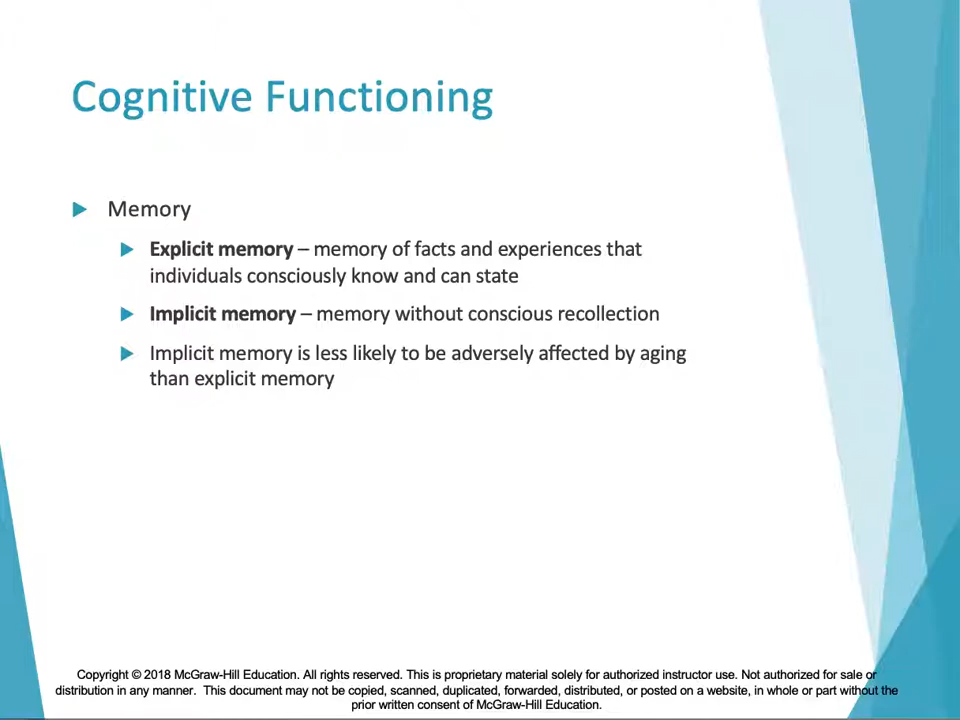 Cognitive Functioning
Memory
Explicit memory – memory of facts and experiences that
individuals consciously know and can state
Implicit memory – memory without conscious recollection
Implicit memory is less likely to be adversely affected by aging
than explicit memory
Copyright © 2018 McGraw-Hill Education. All rights reserved. This is proprietary material solely for authorized instructor use. Not authorized for sale or
distribution in any manner.  This document may not be copied, scanned, duplicated, forwarded, distributed, or posted on a website, in whole or part without the
prior written consent of McGraw-Hill Education.